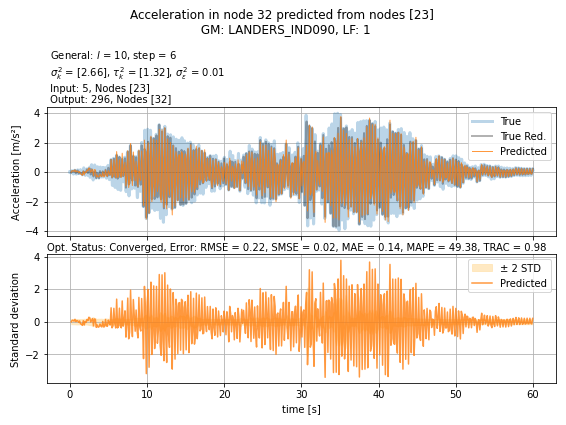 Acceleration in node 32 predicted from nodes [23]
GM: LANDERS_IND090, LF: 1
General: l = 10, step = 6
σ²ₖ = [2.66], τ²ₖ = [1.32], σ²ε = 0.01
Input: 5, Nodes [23]
Output: 296, Nodes [32]
4
2
0
−2
−4
Acceleration [m/s²]
True
True Red.
Predicted
Opt. Status: Converged, Error: RMSE = 0.22, SMSE = 0.02, MAE = 0.14, MAPE = 49.38, TRAC = 0.98
4
2
0
−2
Standard deviation
± 2 STD
Predicted
0 10 20 30 40 50 60
time [s]